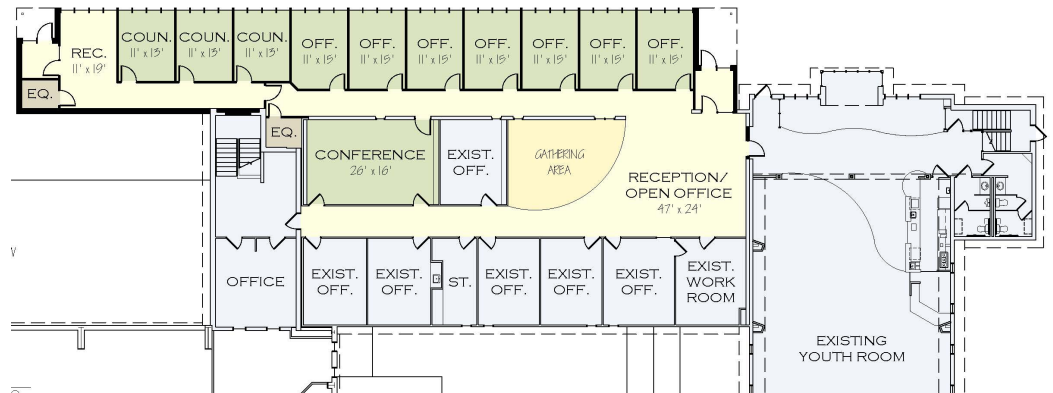 REC.
11' x 19'
COUN.
11' x 13'
COUN.
11' x 13'
COUN.
11' x 13'
OFF.
11' x 15'
OFF.
11' x 15'
OFF.
11' x 15'
OFF.
11' x 15'
OFF.
11' x 15'
OFF.
11' x 15'
OFF.
11' x 15'
EQ.
EQ.
CONFERENCE
26' x 16'
EXIST.
OFF.
GATHERING
AREA
RECEPTION/
OPEN OFFICE
47' x 24'
OFFICE
EXIST.
OFF.
EXIST.
OFF.
ST.
EXIST.
OFF.
EXIST.
OFF.
EXIST.
OFF.
EXIST.
WORK
ROOM
EXISTING
YOUTH ROOM